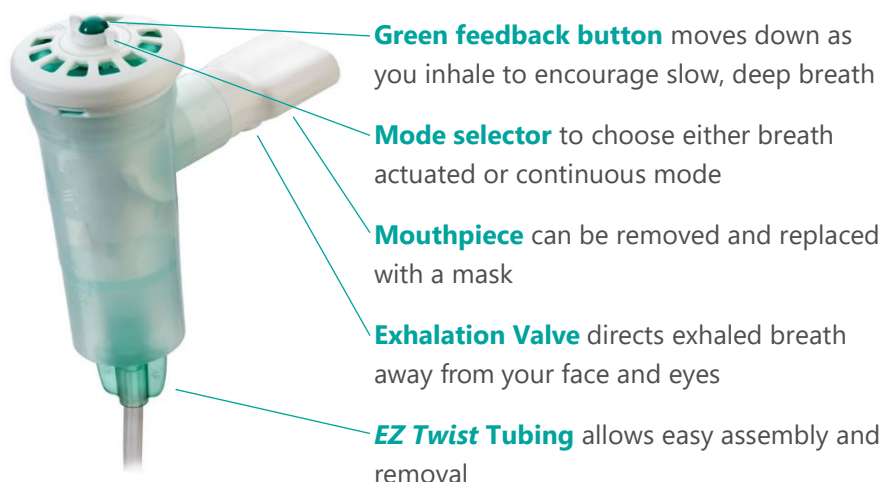 Green feedback button moves down as
you inhale to encourage slow, deep breath
Mode selector to choose either breath
actuated or continuous mode
Mouthpiece can be removed and replaced
with a mask
Exhalation Valve directs exhaled breath
away from your face and eyes
EZ Twist Tubing allows easy assembly and
removal